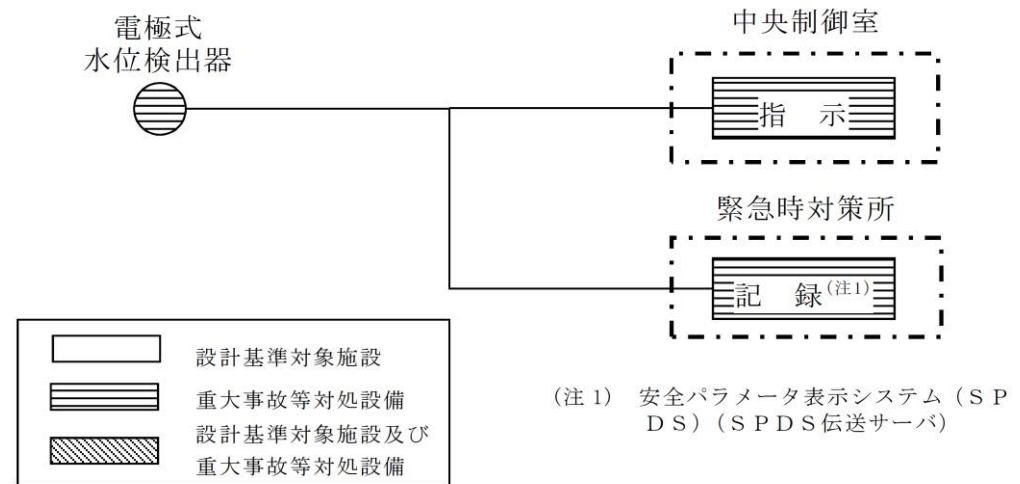 電極式
水位検出器
中央制御室
指　示
緊急時対策所
記　録(注1)
設計基準対象施設
重大事故等対処設備
設計基準対象施設及び
重大事故等対処設備
(注1)　安全パラメータ表示システム（ＳＰ
ＤＳ）（ＳＰＤＳ伝送サーバ）